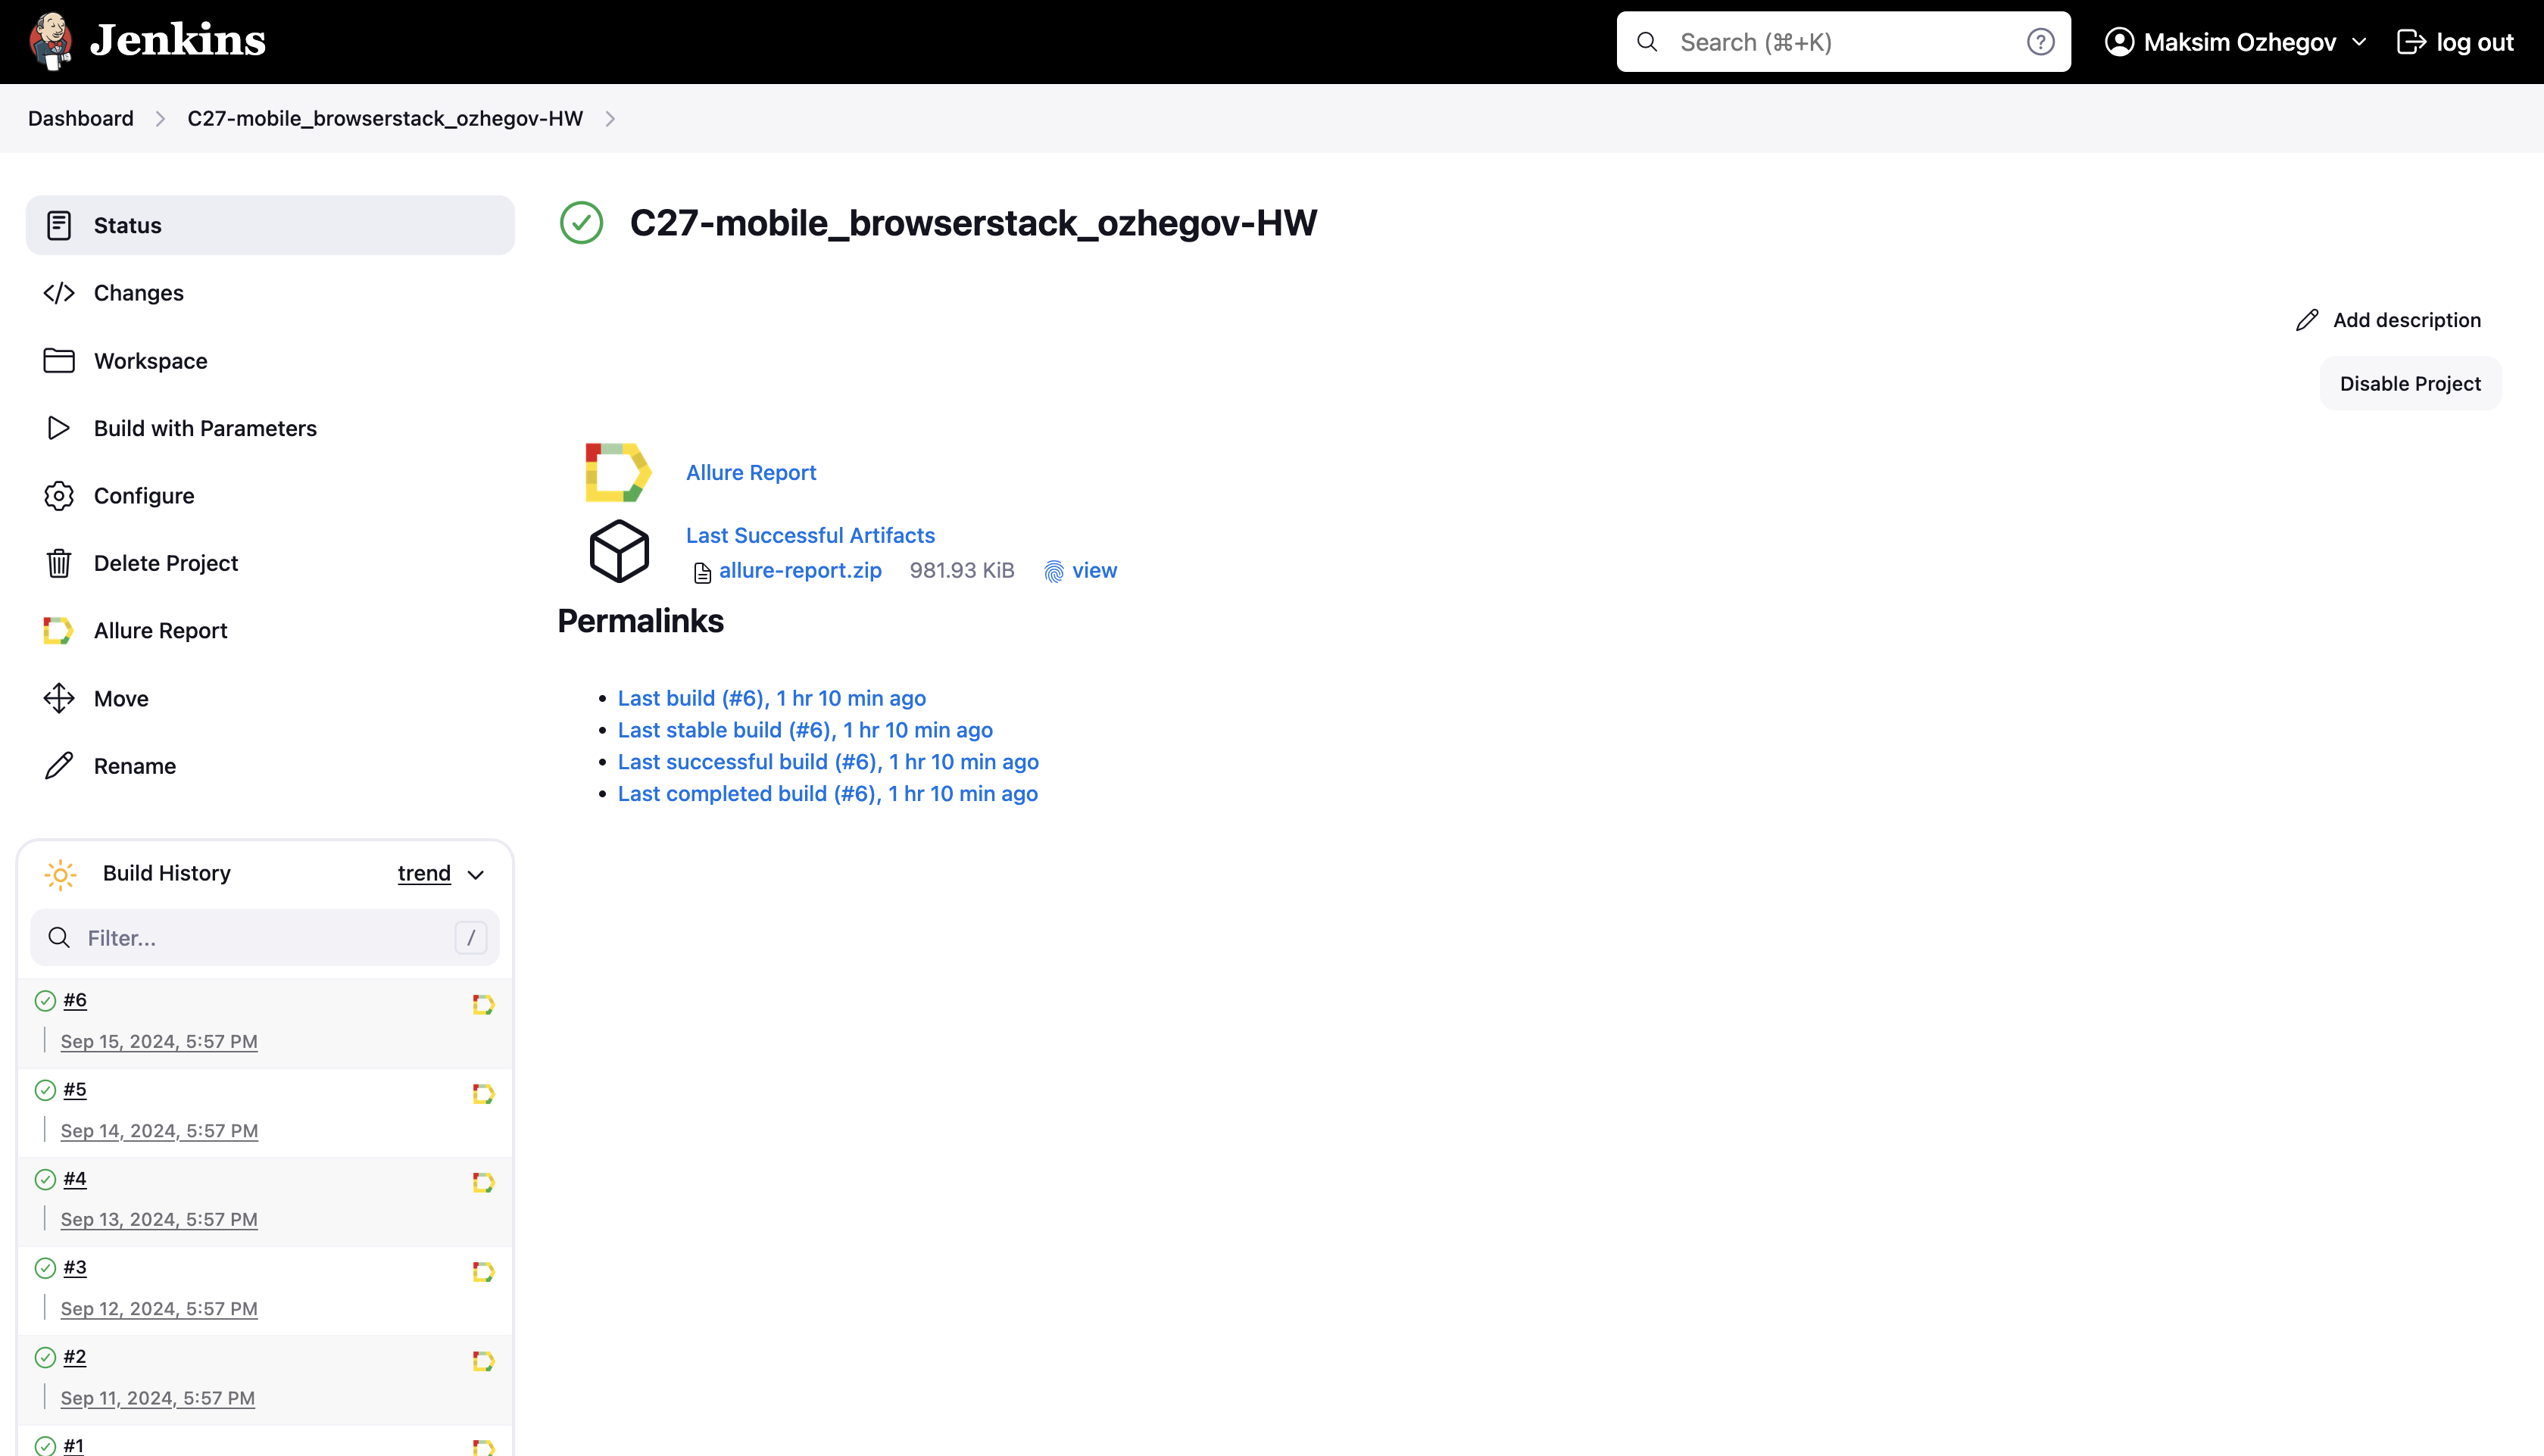 Jenkins
Search (⌘+K)
Maksim Ozhegov
log out
Dashboard
C27-mobile_browserstack_ozhegov-HW
Status
Changes
Workspace
Build with Parameters
Configure
Delete Project
Allure Report
Move
Rename
Build History
trend
Filter...
/
#6
Sep 15, 2024, 5:57 PM
#5
Sep 14, 2024, 5:57 PM
#4
Sep 13, 2024, 5:57 PM
#3
Sep 12, 2024, 5:57 PM
#2
Sep 11, 2024, 5:57 PM
#1
C27-mobile_browserstack_ozhegov-HW
Add description
Disable Project
Allure Report
Last Successful Artifacts
allure-report.zip 981.93 KiB view
Permalinks
Last build (#6), 1 hr 10 min ago
Last stable build (#6), 1 hr 10 min ago
Last successful build (#6), 1 hr 10 min ago
Last completed build (#6), 1 hr 10 min ago